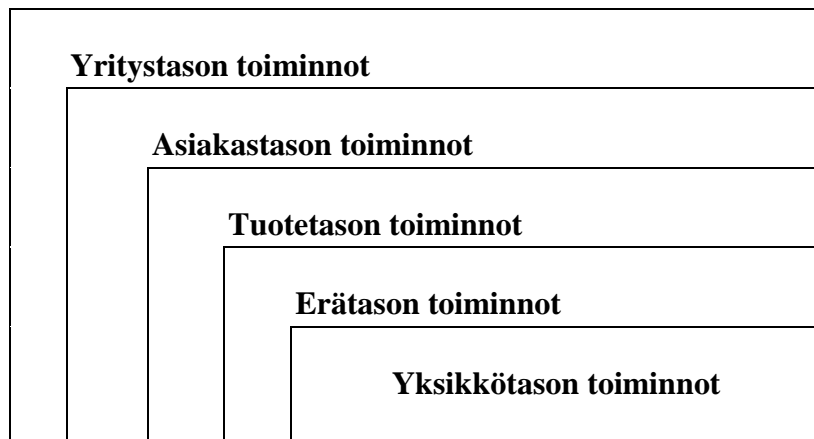 Yritystason toiminnot
Asiakastason toiminnot
Tuotetason toiminnot
Erätason toiminnot
Yksikkötason toiminnot